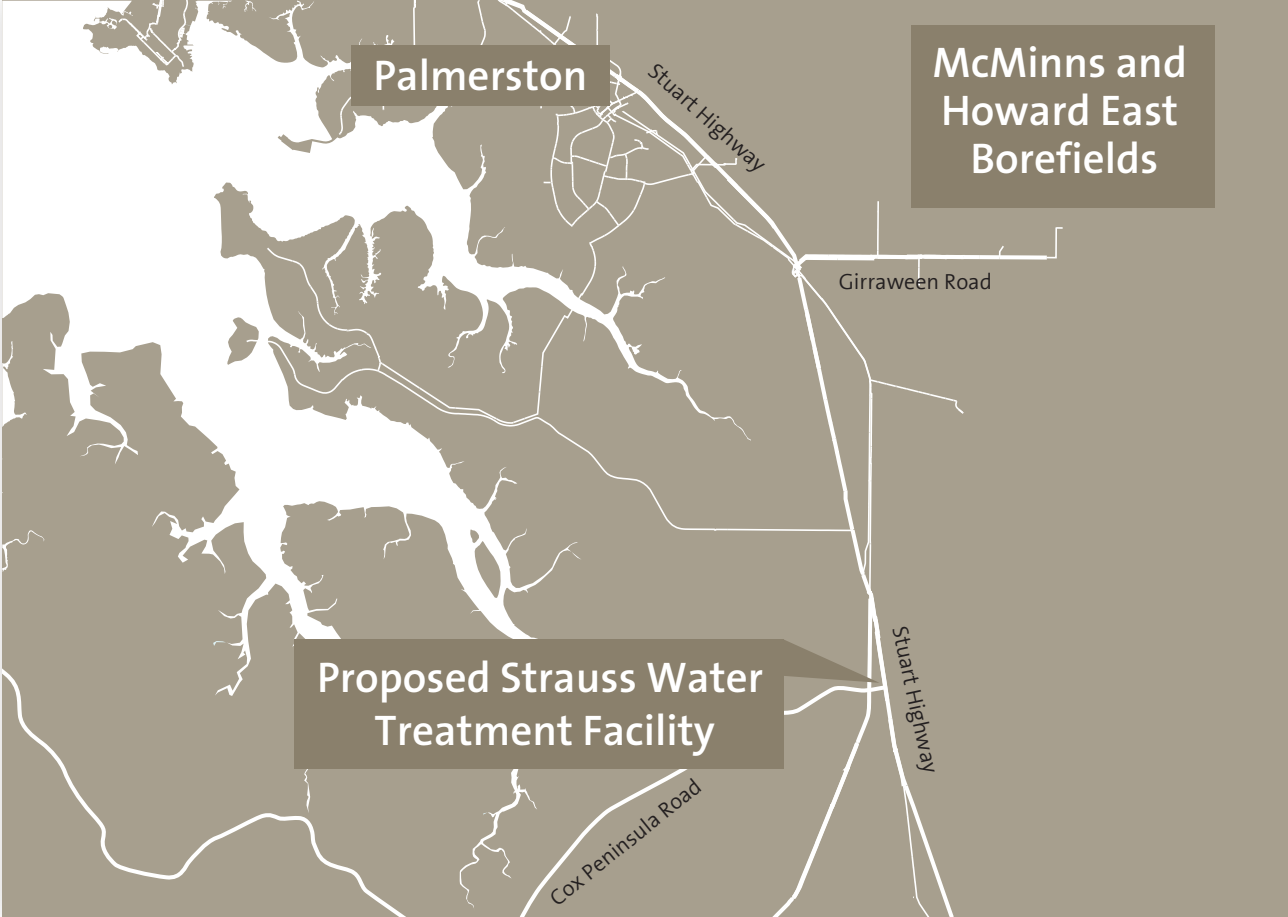 Palmerston
Stuart Highway
McMinns and
Howard East
Borefields
Girraween Road
Proposed Strauss Water
Treatment Facility
Stuart Highway
Cox Peninsula Road